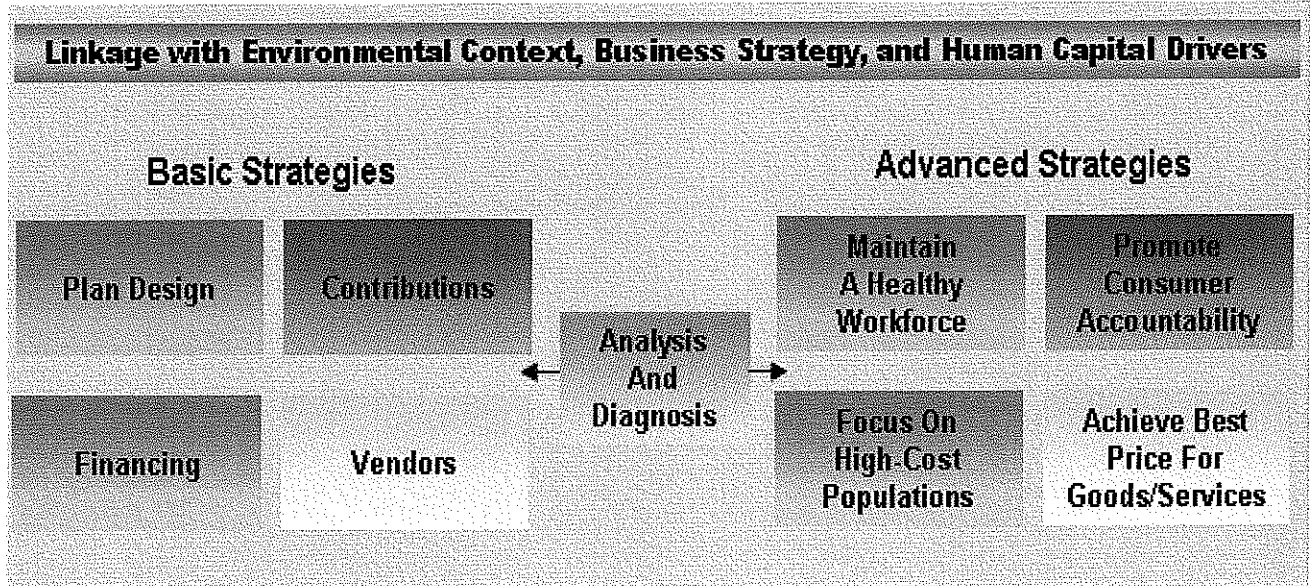 Linkage with Environmental Context, Business Strategy, and Human Capital Drivers
Basic Strategies
Plan Design
Contributions
Financing
Vendors
Analysis
And
Diagnosis
Advanced Strategies
Maintain
A Healthy
Workforce
Promote
Consumer
Accountability
Focus On
High-Cost
Populations
Achieve Best
Price For
Goods/Services